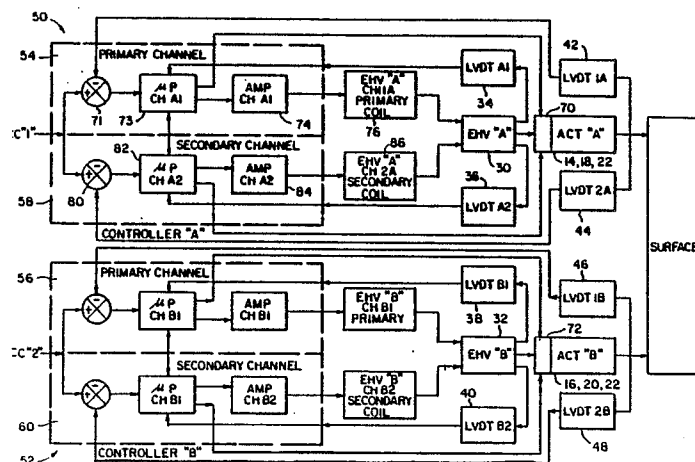 50
54
PRIMARY CHANNEL
42
LVDT 1A
71
μP
CH A1
73
AMP
CH A1
74
EHV "A"
CH 11A
PRIMARY
COIL
76
LVDT A1
34
70
CC"1"
SECONDARY CHANNEL
82
86
EHV "A"
30
ACT "A"
14, 18, 22
80
μP
CH A2
AMP
CH A2
84
EHV "A"
CH 2A
SECONDARY
COIL
36
LVDT A2
LVDT 2A
44
58
CONTROLLER "A"
SURFACE
56
PRIMARY CHANNEL
46
LVDT 1B
μP
CH B1
AMP
CH B1
EHV "B"
CH B1
PRIMARY
LVDT B1
38
32
72
CC"2"
SECONDARY CHANNEL
EHV "B"
ACT "B"
16, 20, 22
μP
CH B1
AMP
CH B2
EHV "B"
CH B2
SECONDARY
COIL
40
LVDT B2
LVDT 2B
48
60
52
CONTROLLER "B"